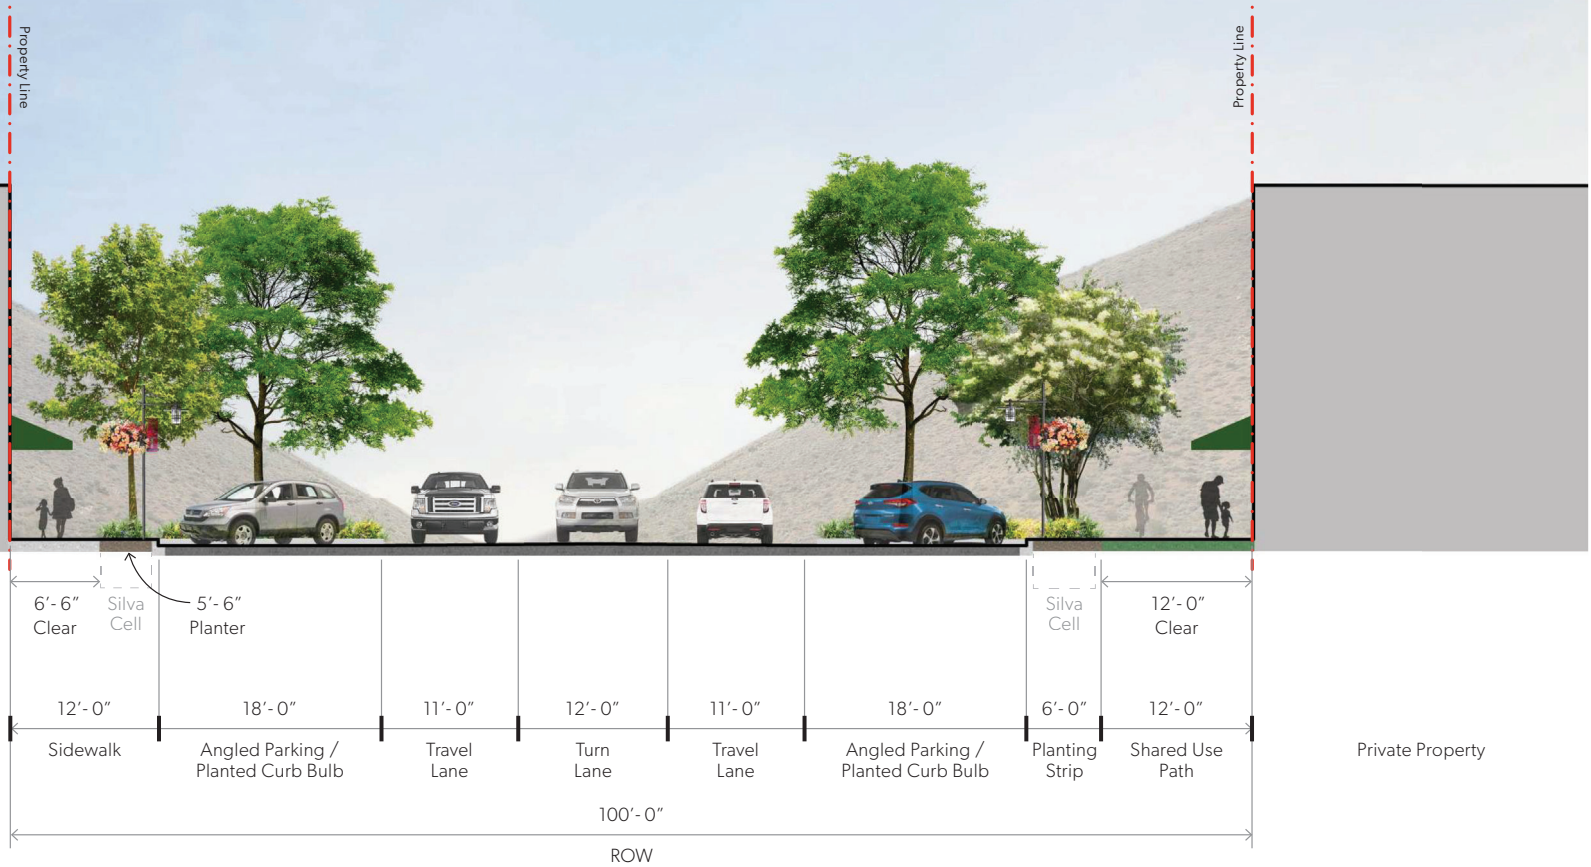 Property Line
Property Line
6’- 6”
Clear
Silva
Cell
5’- 6”
Planter
Silva
Cell
12’- 0”
Clear
12’- 0”
18’- 0”
11’- 0”
12’- 0”
11’- 0”
18’- 0”
6’- 0”
12’- 0”
Sidewalk
Angled Parking /
Planted Curb Bulb
Travel
Lane
Turn
Lane
Travel
Lane
Angled Parking /
Planted Curb Bulb
Planting
Strip
Shared Use
Path
Private Property
100’- 0”
ROW